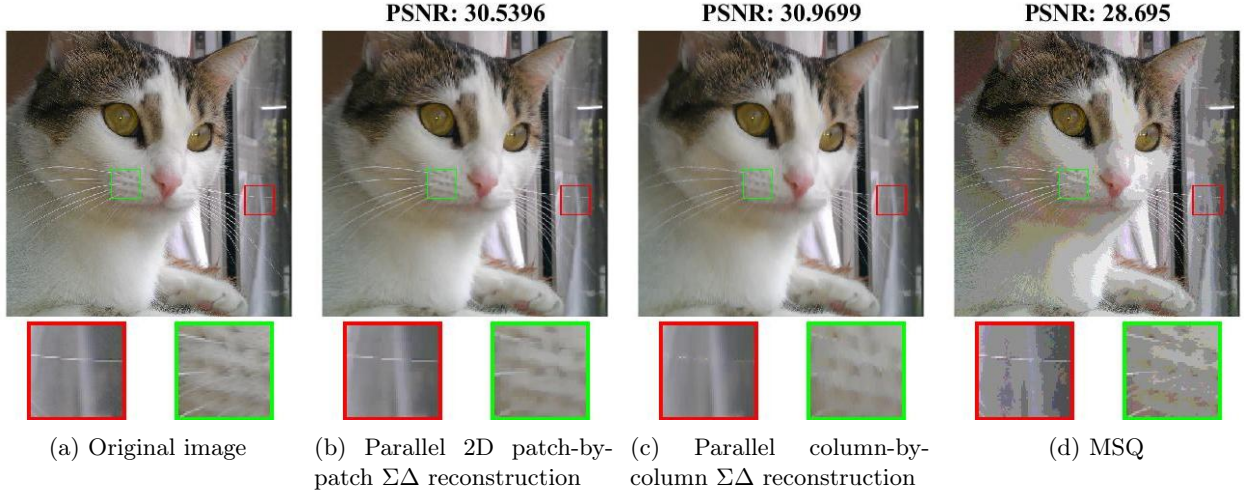 PSNR: 30.5396
PSNR: 30.9699
PSNR: 28.695
(a) Original image
(b) Parallel 2D patch-by-
patch ΣΔ reconstruction
(c) Parallel column-by-
column ΣΔ reconstruction
(d) MSQ